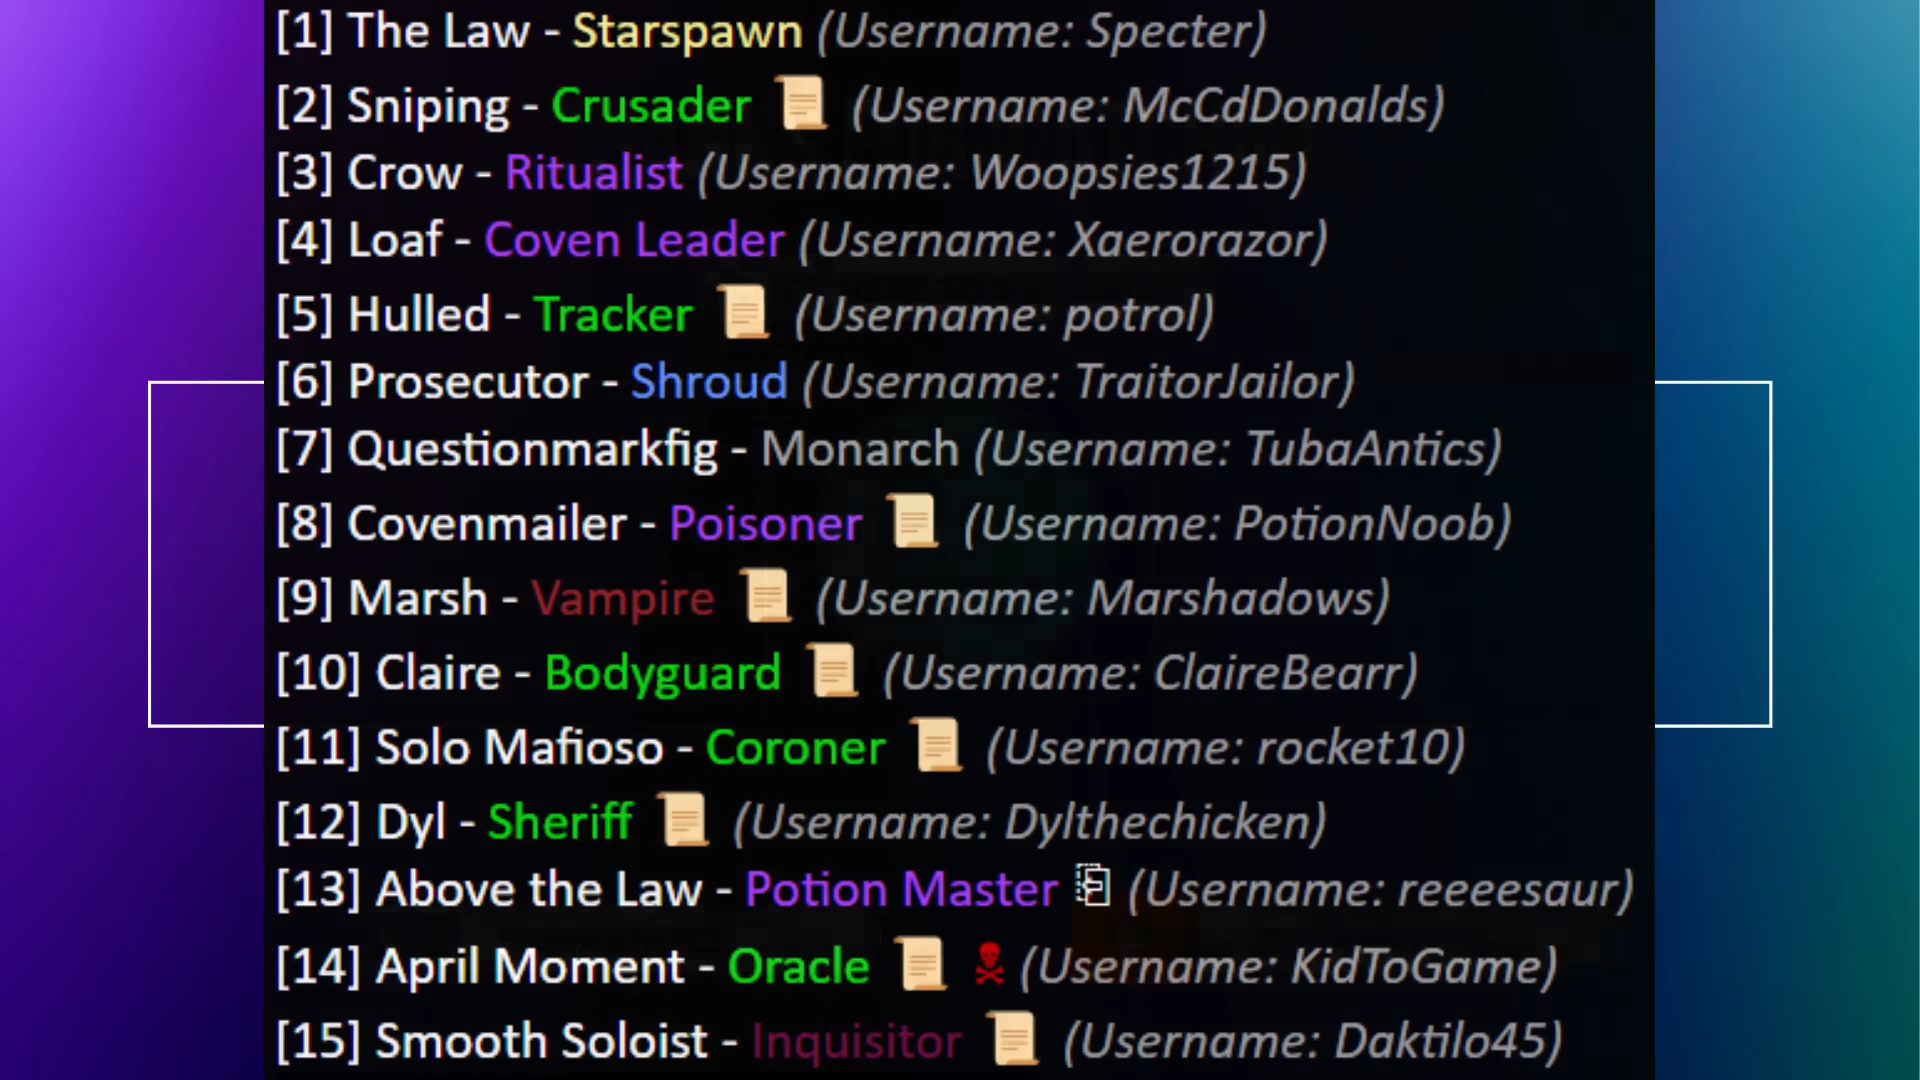 [1] The Law - Starspawn (Username: Specter)
[2] Sniping - Crusader 📜 (Username: McCdDonalds)
[3] Crow - Ritualist (Username: Woopsies1215)
[4] Loaf - Coven Leader (Username: Xaerorazor)
[5] Hulled - Tracker 📜 (Username: potrol)
[6] Prosecutor - Shroud (Username: TraitorJailor)
[7] Questionmarkfig - Monarch (Username: TubaAntics)
[8] Covenmailer - Poisoner 📜 (Username: PotionNoob)
[9] Marsh - Vampire 📜 (Username: Marshadows)
[10] Claire - Bodyguard 📜 (Username: ClaireBearr)
[11] Solo Mafioso - Coroner 📜 (Username: rocket10)
[12] Dyl - Sheriff 📜 (Username: Dylthechicken)
[13] Above the Law - Potion Master (Username: reeeesaur)
[14] April Moment - Oracle 📜 ☠ (Username: KidToGame)
[15] Smooth Soloist - Inquisitor 📜 (Username: Daktilo45)